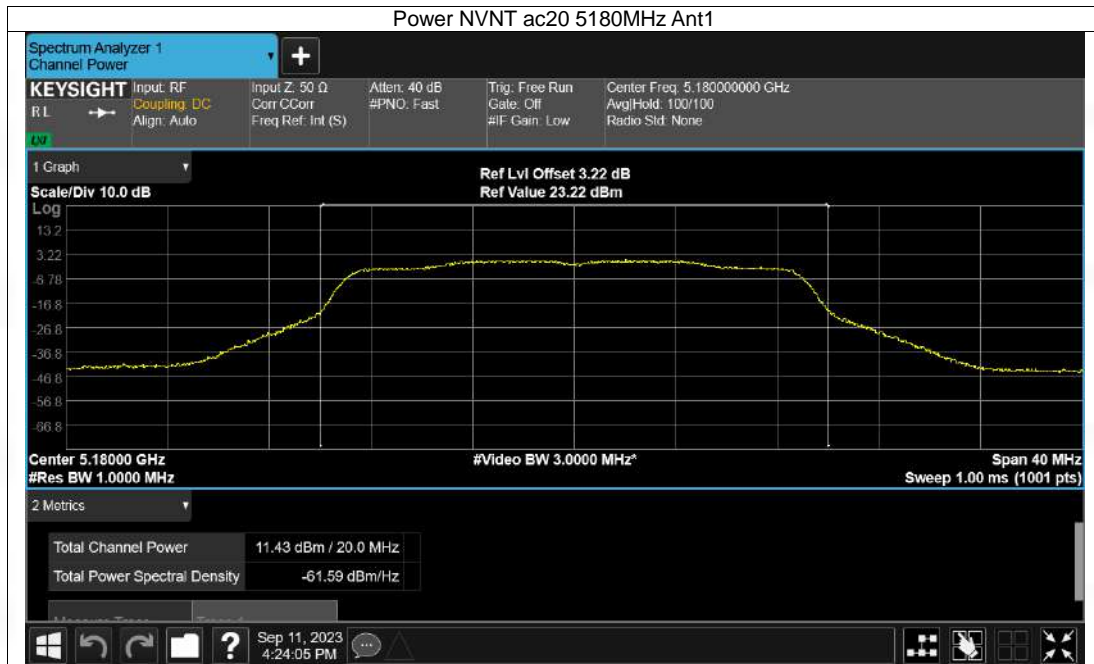 Power NVNT ac20 5180MHz Ant1
Spectrum Analyzer 1
Channel Power
KEYSIGHT
RL
Input: RF
Coupling: DC
Align: Auto
Input Z: 50 Ω
Corr CCorr
Freq Ref: Int (S)
Atten: 40 dB
#PNO: Fast
Trig: Free Run
Gate: Off
#IF Gain: Low
Center Freq: 5.180000000 GHz
Avg|Hold: 100/100
Radio Std: None
LXI
1 Graph
Scale/Div 10.0 dB
Ref Lvl Offset 3.22 dB
Ref Value 23.22 dBm
Log
13.2
3.22
-6.78
-16.8
-26.8
-36.8
-46.8
-56.8
-66.8
Center 5.18000 GHz
#Video BW 3.0000 MHz*
Span 40 MHz
#Res BW 1.0000 MHz
Sweep 1.00 ms (1001 pts)
2 Metrics
Total Channel Power 11.43 dBm / 20.0 MHz
Total Power Spectral Density -61.59 dBm/Hz
Sep 11, 2023
4:24:05 PM